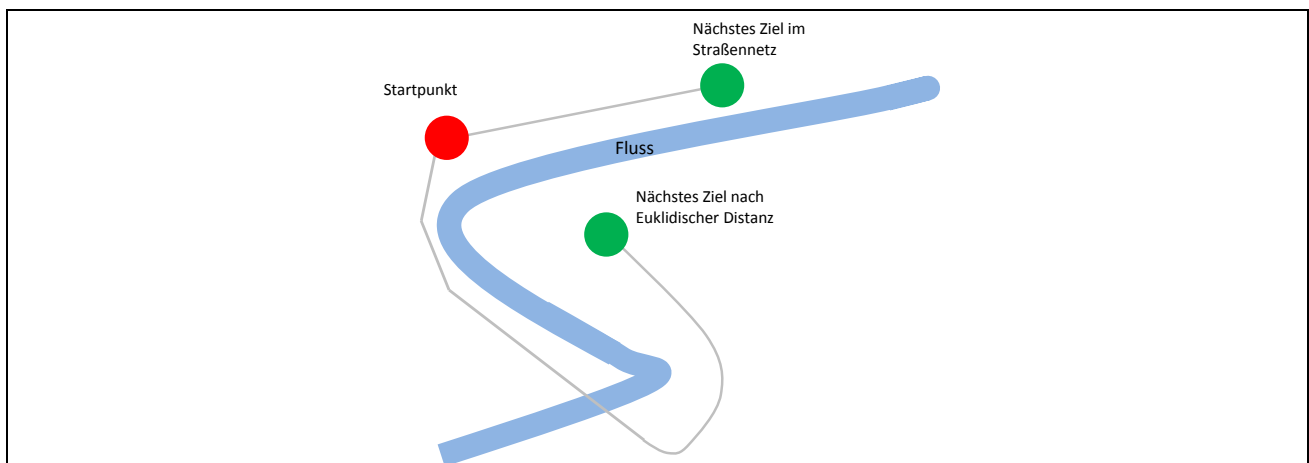 Nächstes Ziel im
Straßennetz
Startpunkt
Fluss
Nächstes Ziel nach
Euklidischer Distanz